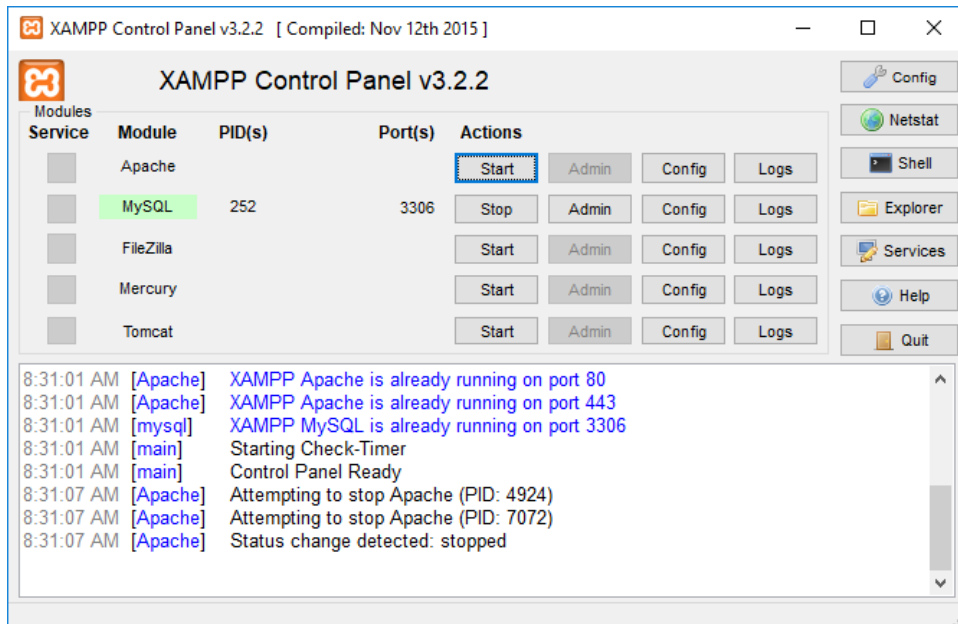 XAMPP Control Panel v3.2.2 [ Compiled: Nov 12th 2015 ]
XAMPP Control Panel v3.2.2
Config
Modules
Service Module PID(s) Port(s) Actions
Netstat
Apache Start Admin Config Logs
Shell
MySQL 252 3306 Stop Admin Config Logs
Explorer
FileZilla Start Admin Config Logs
Services
Mercury Start Admin Config Logs
Help
Tomcat Start Admin Config Logs
Quit
8:31:01 AM [Apache] XAMPP Apache is already running on port 80
8:31:01 AM [Apache] XAMPP Apache is already running on port 443
8:31:01 AM [mysql] XAMPP MySQL is already running on port 3306
8:31:01 AM [main] Starting Check-Timer
8:31:01 AM [main] Control Panel Ready
8:31:07 AM [Apache] Attempting to stop Apache (PID: 4924)
8:31:07 AM [Apache] Attempting to stop Apache (PID: 7072)
8:31:07 AM [Apache] Status change detected: stopped